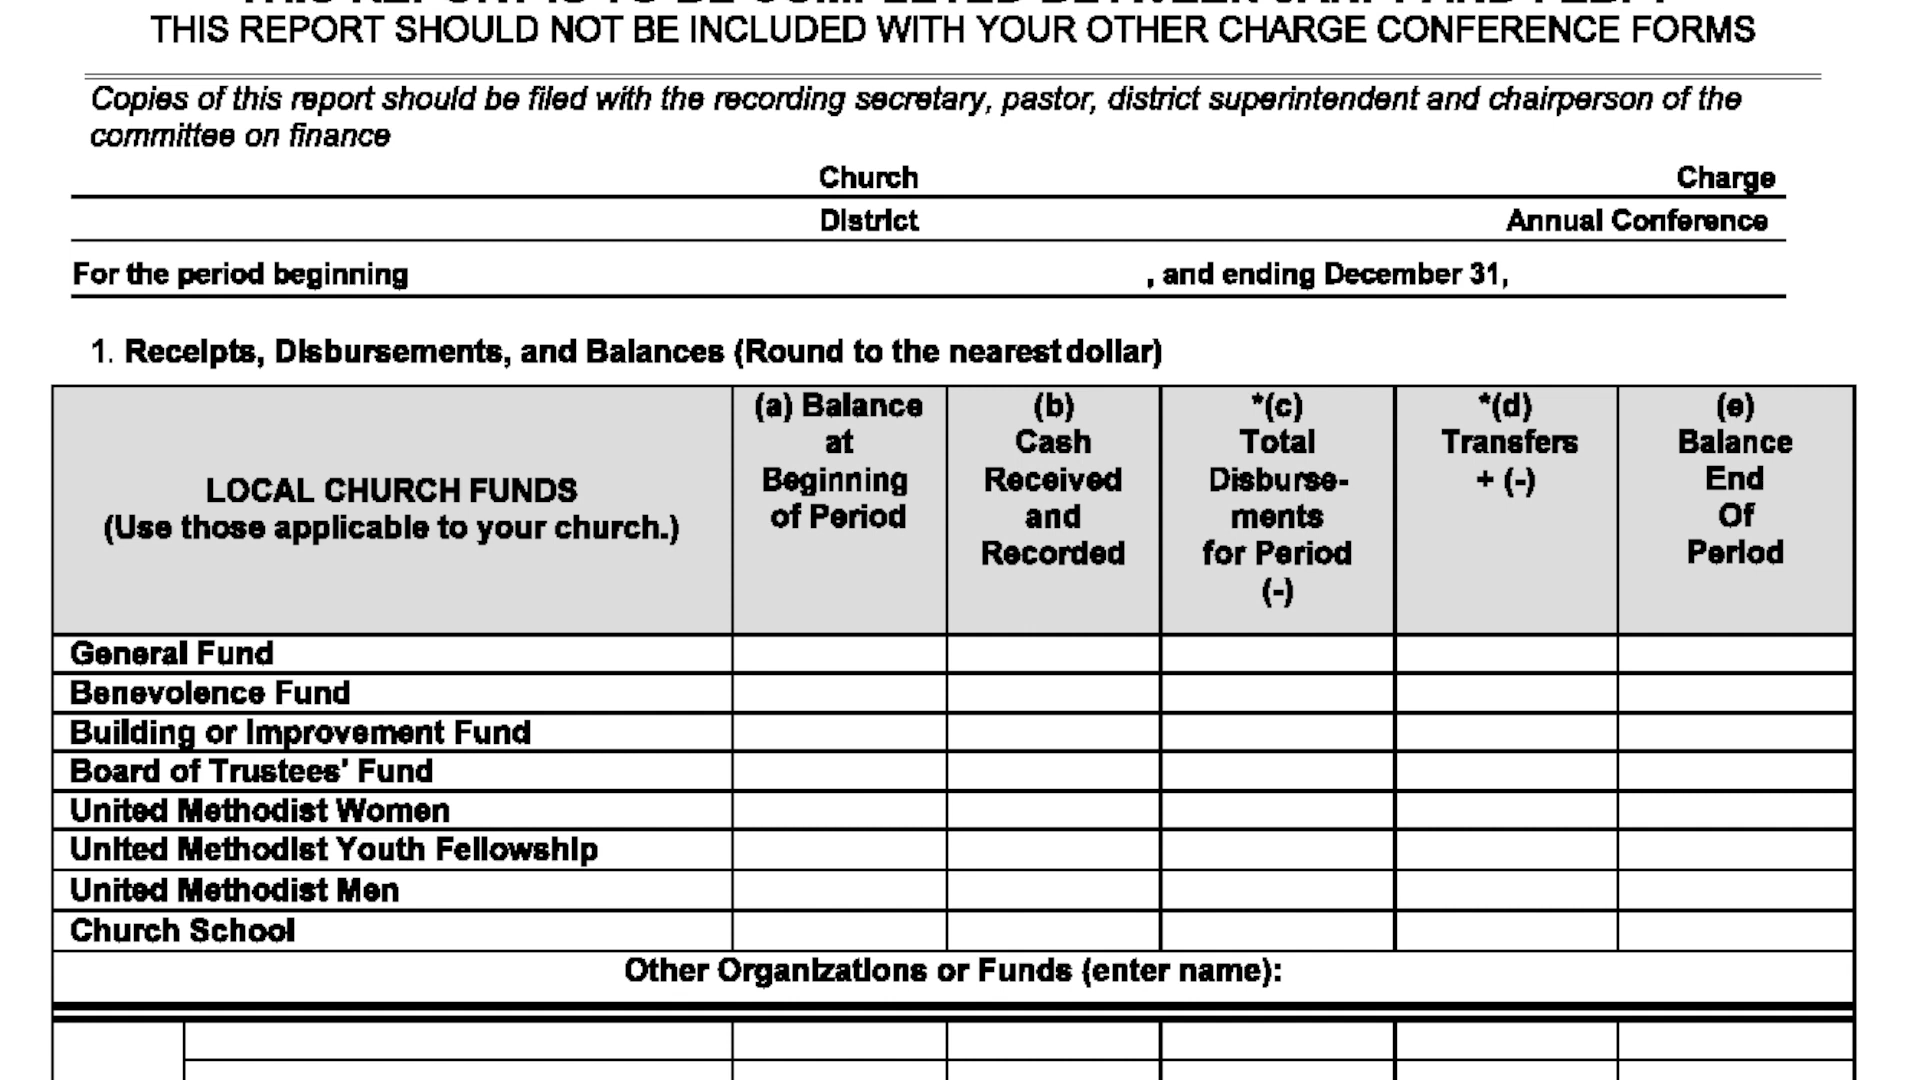 THIS REPORT SHOULD NOT BE INCLUDED WITH YOUR OTHER CHARGE CONFERENCE FORMS
Copies of this report should be filed with the recording secretary, pastor, district superintendent and chairperson of the
committee on finance
Church Charge
District Annual Conference
For the period beginning , and ending December 31,
1. Receipts, Disbursements, and Balances (Round to the nearest dollar)
LOCAL CHURCH FUNDS
(Use those applicable to your church.)
(a) Balance
at
Beginning
of Period
(b)
Cash
Received
and
Recorded
*(c)
Total
Disburse-
ments
for Period
(-)
*(d)
Transfers
+ (-)
(e)
Balance
End
Of
Period
General Fund
Benevolence Fund
Building or Improvement Fund
Board of Trustees' Fund
United Methodist Women
United Methodist Youth Fellowship
United Methodist Men
Church School
Other Organizations or Funds (enter name):